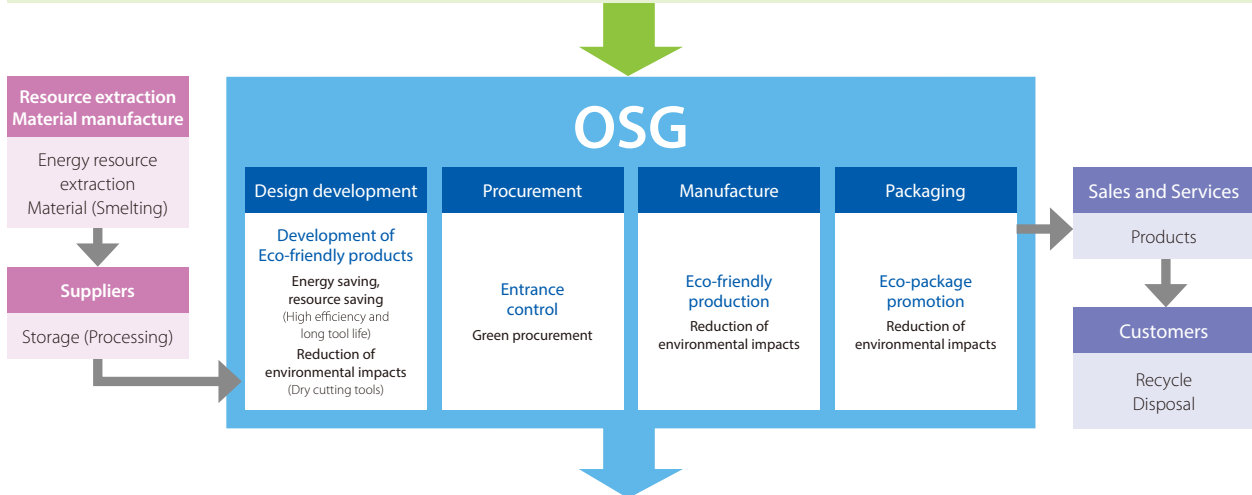 Resource extraction
Material manufacture
Energy resource
extraction
Material (Smelting)
Suppliers
Storage (Processing)
OSG
Design development
Development of
Eco-friendly products
Energy saving,
resource saving
(High efficiency and
long tool life)
Reduction of
environmental impacts
(Dry cutting tools)
Procurement
Entrance
control
Green procurement
Manufacture
Eco-friendly
production
Reduction of
environmental impacts
Packaging
Eco-package
promotion
Reduction of
environmental impacts
Sales and Services
Products
Customers
Recycle
Disposal